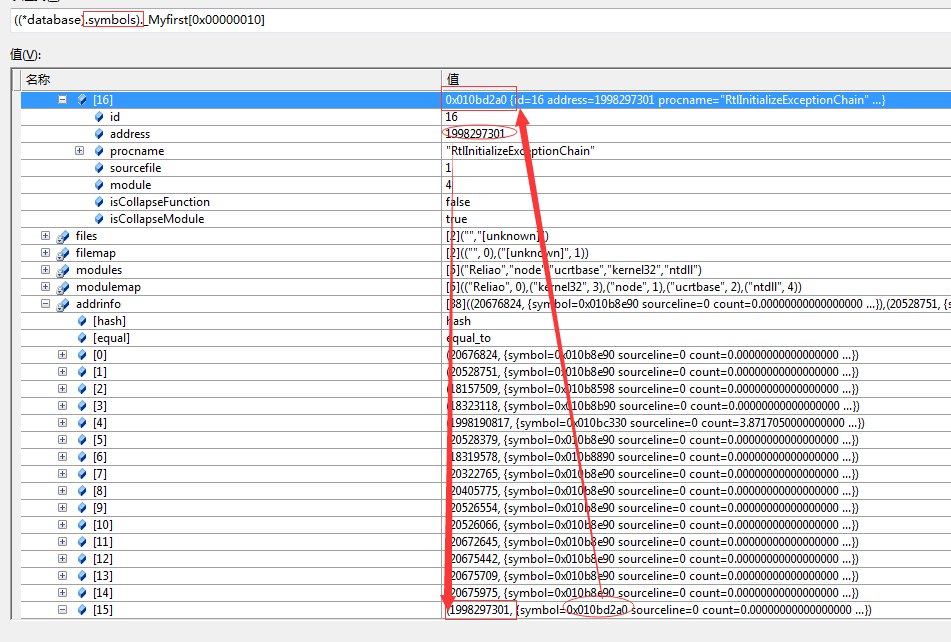 ((*database).symbols)._Myfirst[0x00000010]
值(V):
名称 值
[16] 0x010bd2a0 {id=16 address=1998297301 procname="RtlInitializeExceptionChain" ...}
id 16
address 1998297301
procname "RtlInitializeExceptionChain"
sourcefile 1
module 4
isCollapseFunction false
isCollapseModule true
files [2]("","[unknown]")
filemap [2](("", 0),("[unknown]", 1))
modules [5]("Reliao","node","ucrtbase","kernel32","ntdll")
modulemap [5](("Reliao", 0),("kernel32", 3),("node", 1),("ucrtbase", 2),("ntdll", 4))
addrinfo [38]((20676824, {symbol=0x010b8e90 sourceline=0 count=0.00000000000000000 ...}),(20528751, {s
[hash] hash
[equal] equal_to
[0] (20676824, {symbol=0x010b8e90 sourceline=0 count=0.00000000000000000 ...})
[1] (20528751, {symbol=0x010b8e90 sourceline=0 count=0.00000000000000000 ...})
[2] (18157509, {symbol=0x010b8598 sourceline=0 count=0.00000000000000000 ...})
[3] (18323118, {symbol=0x010b8b90 sourceline=0 count=0.00000000000000000 ...})
[4] (1998190817, {symbol=0x010bc330 sourceline=0 count=3.8717050000000000 ...})
[5] (20528379, {symbol=0x010b8e90 sourceline=0 count=0.00000000000000000 ...})
[6] (18319578, {symbol=0x010b8890 sourceline=0 count=0.00000000000000000 ...})
[7] (20322765, {symbol=0x010b8e90 sourceline=0 count=0.00000000000000000 ...})
[8] (20405775, {symbol=0x010b8e90 sourceline=0 count=0.00000000000000000 ...})
[9] (20526554, {symbol=0x010b8e90 sourceline=0 count=0.00000000000000000 ...})
[10] (20526066, {symbol=0x010b8e90 sourceline=0 count=0.00000000000000000 ...})
[11] (20672645, {symbol=0x010b8e90 sourceline=0 count=0.00000000000000000 ...})
[12] (20675442, {symbol=0x010b8e90 sourceline=0 count=0.00000000000000000 ...})
[13] (20675709, {symbol=0x010b8e90 sourceline=0 count=0.00000000000000000 ...})
[14] (20675975, {symbol=0x010b8e90 sourceline=0 count=0.00000000000000000 ...})
[15] (1998297301, {symbol=0x010bd2a0 sourceline=0 count=0.00000000000000000 ...})